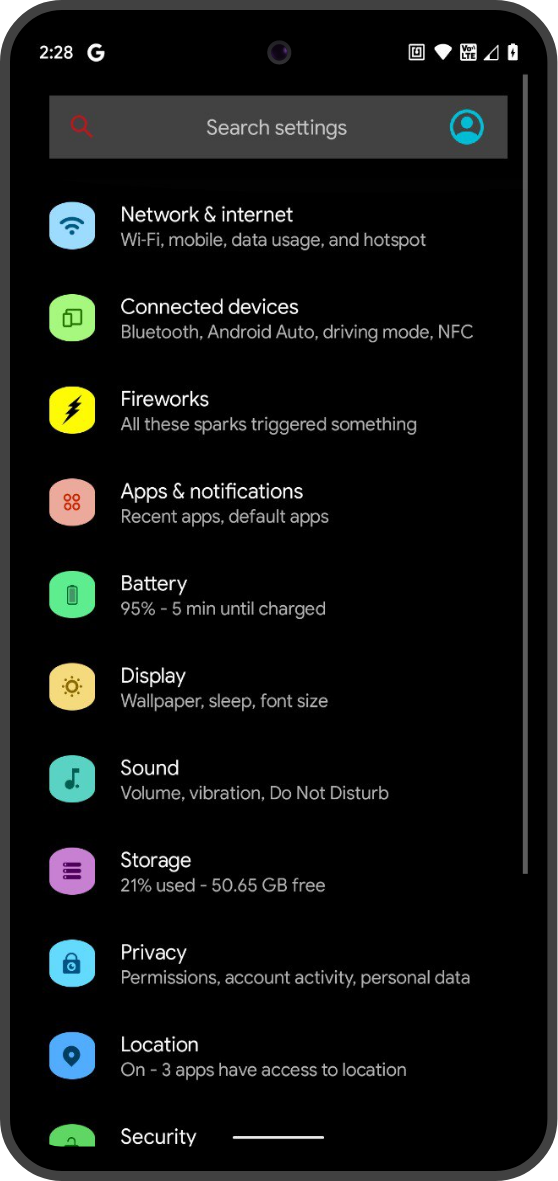 2:28 G Vo) LTE
Search settings
Network & internet
Wi-Fi, mobile, data usage, and hotspot
Connected devices
Bluetooth, Android Auto, driving mode, NFC
Fireworks
All these sparks triggered something
Apps & notifications
Recent apps, default apps
Battery
95% - 5 min until charged
Display
Wallpaper, sleep, font size
Sound
Volume, vibration, Do Not Disturb
Storage
21% used - 50.65 GB free
Privacy
Permissions, account activity, personal data
Location
On - 3 apps have access to location
Security